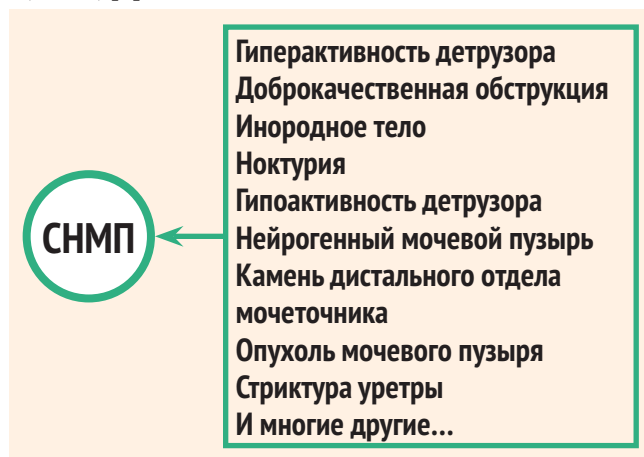 Гиперактивность детрузора
Доброкачественная обструкция
Инородное тело
Ноктурия
Гипоактивность детрузора
СНМП
Нейрогенный мочевой пузырь
Камень дистального отдела
мочеточника
Опухоль мочевого пузыря
Стриктура уретры
И многие другие...